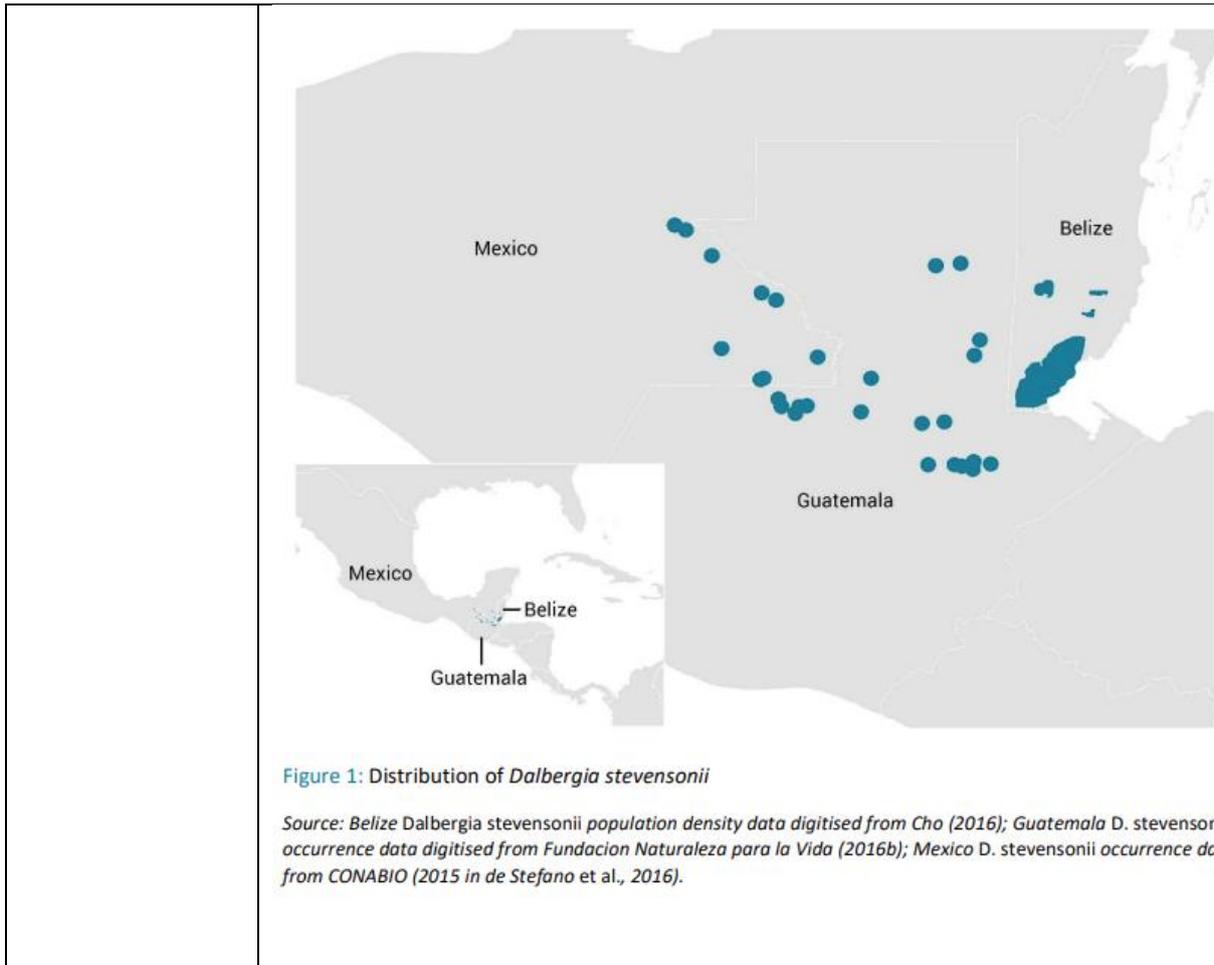 Mexico
Belize
Guatemala
Mexico
Belize
Guatemala
Figure 1: Distribution of Dalbergia stevensonii
Source: Belize Dalbergia stevensonii population density data digitised from Cho (2016); Guatemala D.
occurrence data digitised from Fundacion Naturaleza para la Vida (2016b); Mexico D. stevensonii occurrence
from CONABIO (2015 in de Stefano et al., 2016).